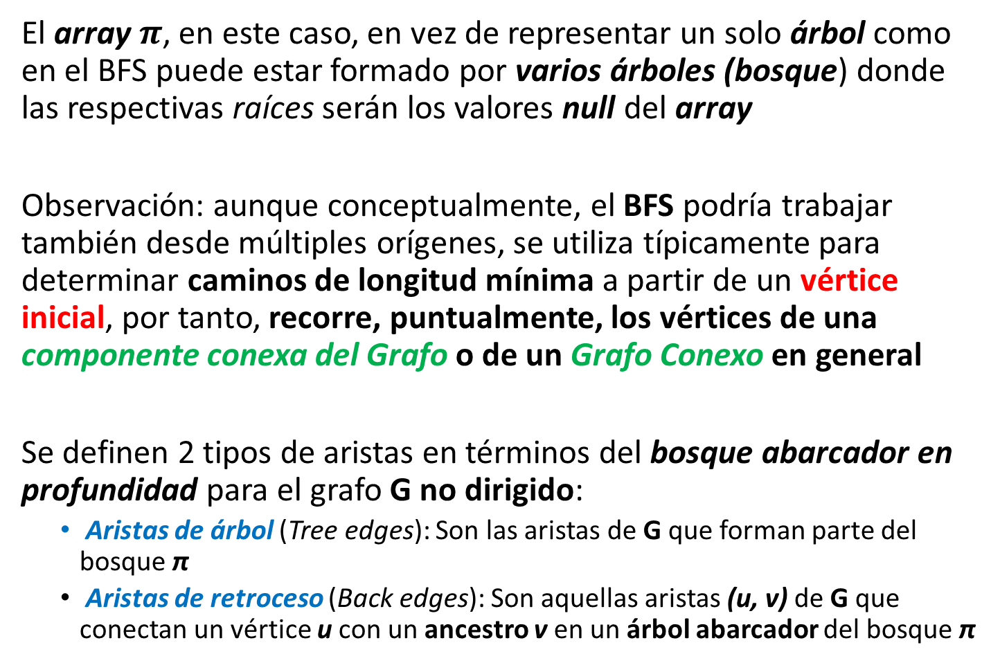 El array π, en este caso, en vez de representar un solo árbol como
en el BFS puede estar formado por varios árboles (bosque) donde
las respectivas raíces serán los valores null del array
Observación: aunque conceptualmente, el BFS podría trabajar
también desde múltiples orígenes, se utiliza típicamente para
determinar caminos de longitud mínima a partir de un vértice
inicial, por tanto, recorre, puntualmente, los vértices de una
componente conexa del Grafo o de un Grafo Conexo en general
Se definen 2 tipos de aristas en términos del bosque abarcador en
profundidad para el grafo G no dirigido:
• Aristas de árbol (Tree edges): Son las aristas de G que forman parte del
bosque π
• Aristas de retroceso (Back edges): Son aquellas aristas (u, v) de G que
conectan un vértice u con un ancestro v en un árbol abarcador del bosque π